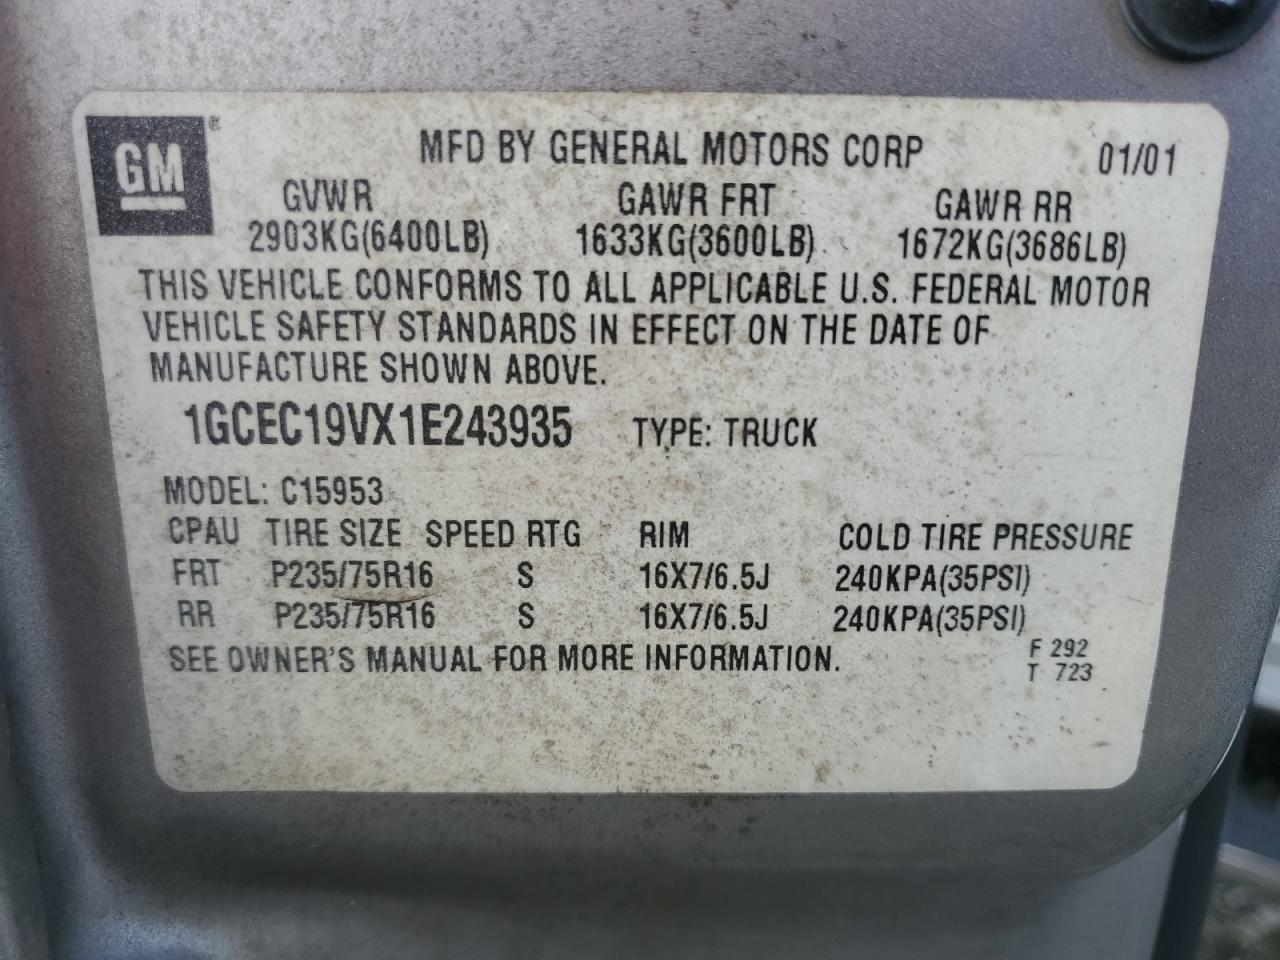 GM®
MFD BY GENERAL MOTORS CORP 01/01
GVWR GAWR FRT GAWR RR
2903KG(6400LB) 1633KG(3600LB) 1672KG(3686LB)
THIS VEHICLE CONFORMS TO ALL APPLICABLE U.S. FEDERAL MOTOR
VEHICLE SAFETY STANDARDS IN EFFECT ON THE DATE OF
MANUFACTURE SHOWN ABOVE.
1GCEC19VX1E243935 TYPE: TRUCK
MODEL: C15953
CPAU TIRE SIZE SPEED RTG RIM COLD TIRE PRESSURE
FRT P235/75R16 S 16X7/6.5J 240KPA(35PSI)
RR P235/75R16 S 16X7/6.5J 240KPA(35PSI)
SEE OWNER'S MANUAL FOR MORE INFORMATION.
F 292
T 723